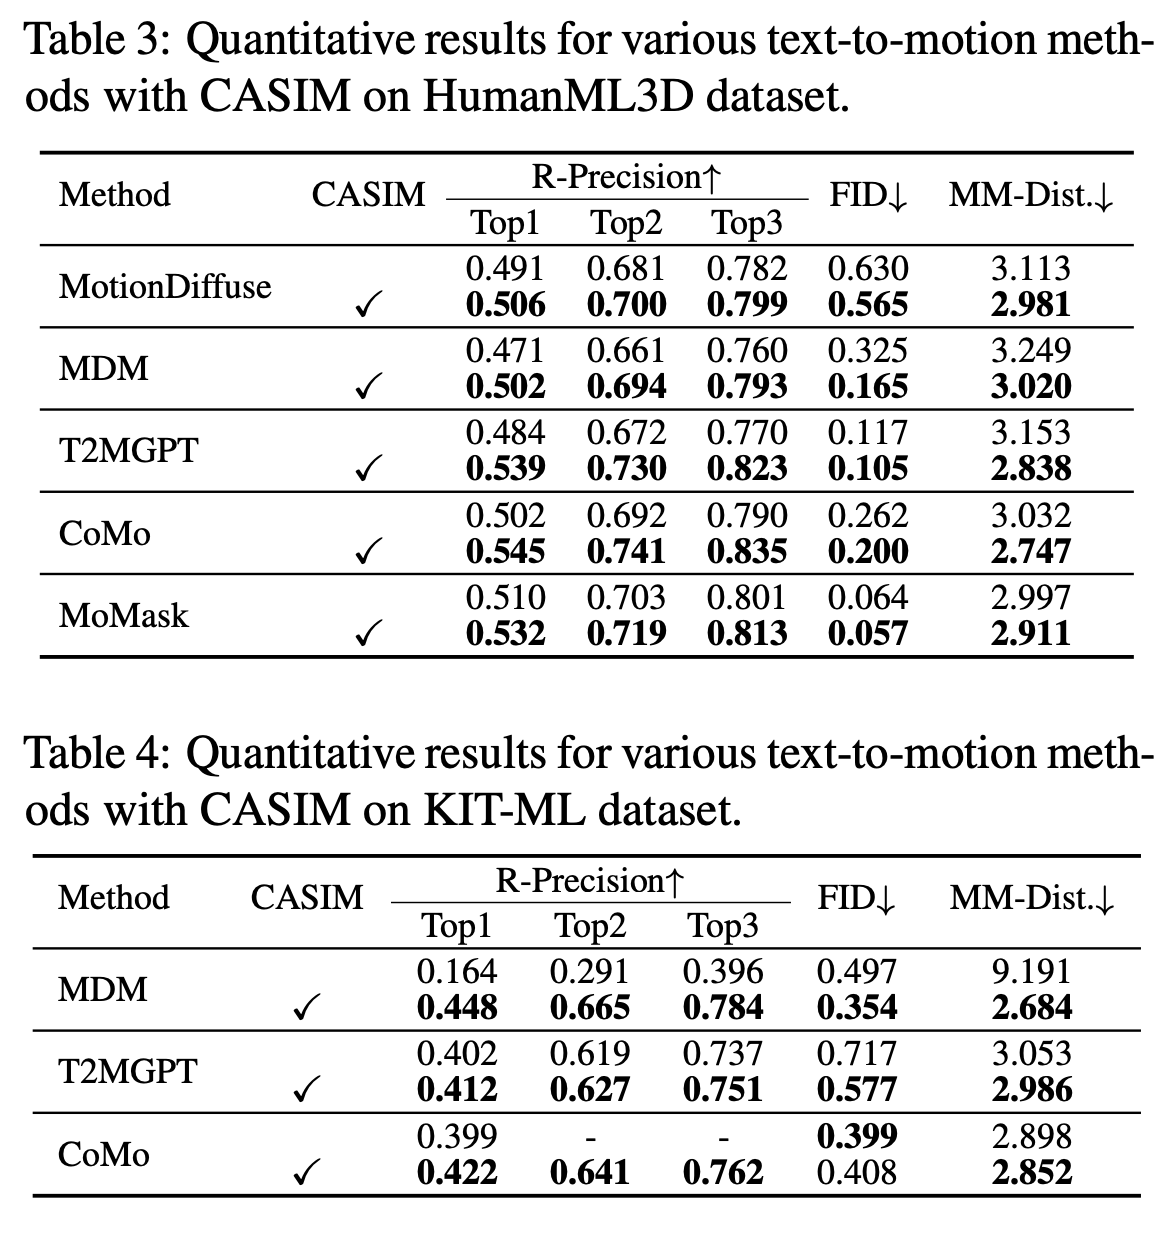 Table 3: Quantitative results for various text-to-motion meth-
ods with CASIM on HumanML3D dataset.
Method CASIM R-Precision↑ FID↓ MM-Dist.↓
Top1 Top2 Top3
MotionDiffuse 0.491 0.681 0.782 0.630 3.113
✓ 0.506 0.700 0.799 0.565 2.981
MDM 0.471 0.661 0.760 0.325 3.249
✓ 0.502 0.694 0.793 0.165 3.020
T2MGPT 0.484 0.672 0.770 0.117 3.153
✓ 0.539 0.730 0.823 0.105 2.838
CoMo 0.502 0.692 0.790 0.262 3.032
✓ 0.545 0.741 0.835 0.200 2.747
MoMask 0.510 0.703 0.801 0.064 2.997
✓ 0.532 0.719 0.813 0.057 2.911
Table 4: Quantitative results for various text-to-motion meth-
ods with CASIM on KIT-ML dataset.
Method CASIM R-Precision↑ FID↓ MM-Dist.↓
Top1 Top2 Top3
MDM 0.164 0.291 0.396 0.497 9.191
✓ 0.448 0.665 0.784 0.354 2.684
T2MGPT 0.402 0.619 0.737 0.717 3.053
✓ 0.412 0.627 0.751 0.577 2.986
CoMo 0.399 - - 0.399 2.898
✓ 0.422 0.641 0.762 0.408 2.852